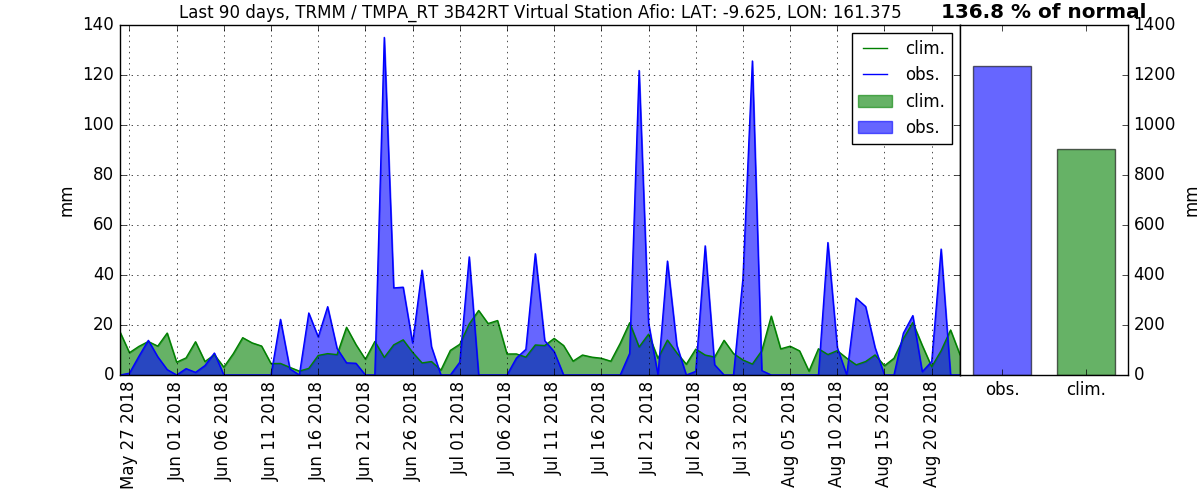 Last 90 days, TRMM / TMPA_RT 3B42RT Virtual Station Afio: LAT: -9.625, LON: 161.375
136.8 % of normal
140
120
100
80
60
40
20
0
mm
May 27 2018
Jun 01 2018
Jun 06 2018
Jun 11 2018
Jun 16 2018
Jun 21 2018
Jun 26 2018
Jul 01 2018
Jul 06 2018
Jul 11 2018
Jul 16 2018
Jul 21 2018
Jul 26 2018
Jul 31 2018
Aug 05 2018
Aug 10 2018
Aug 15 2018
Aug 20 2018
clim.
obs.
clim.
obs.
1400
1200
1000
800
600
400
200
0
mm
obs.
clim.